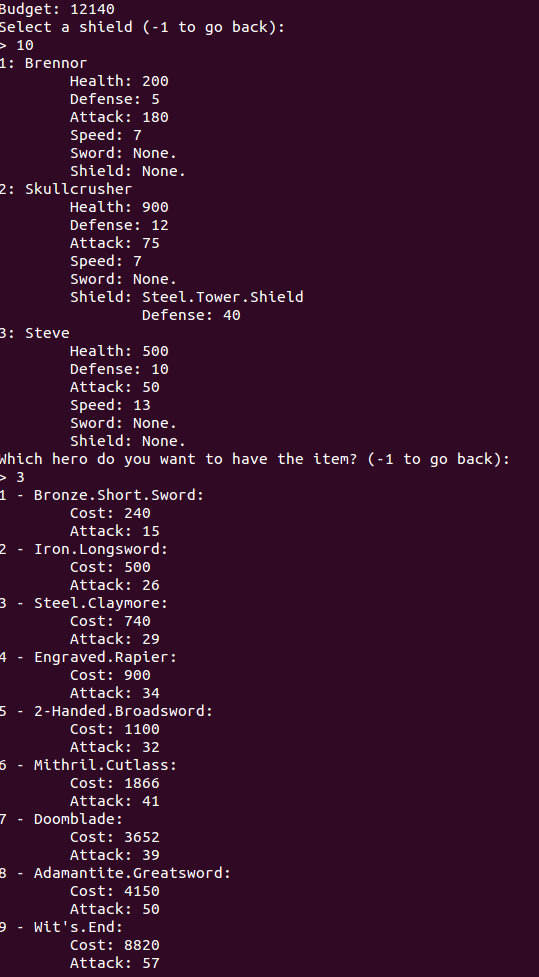 Budget: 12140
Select a shield (-1 to go back):
> 10
1: Brennor
Health: 200
Defense: 5
Attack: 180
Speed: 7
Sword: None.
Shield: None.
2: Skullcrusher
Health: 900
Defense: 12
Attack: 75
Speed: 7
Sword: None.
Shield: Steel.Tower.Shield
Defense: 40
3: Steve
Health: 500
Defense: 10
Attack: 50
Speed: 13
Sword: None.
Shield: None.
Which hero do you want to have the item? (-1 to go back):
> 3
1 - Bronze.Short.Sword:
Cost: 240
Attack: 15
2 - Iron.Longsword:
Cost: 500
Attack: 26
3 - Steel.Claymore:
Cost: 740
Attack: 29
4 - Engraved.Rapier:
Cost: 900
Attack: 34
5 - 2-Handed.Broadsword:
Cost: 1100
Attack: 32
6 - Mithril.Cutlass:
Cost: 1866
Attack: 41
7 - Doomblade:
Cost: 3652
Attack: 39
8 - Adamantite.Greatsword:
Cost: 4150
Attack: 50
9 - Wit's.End:
Cost: 8820
Attack: 57